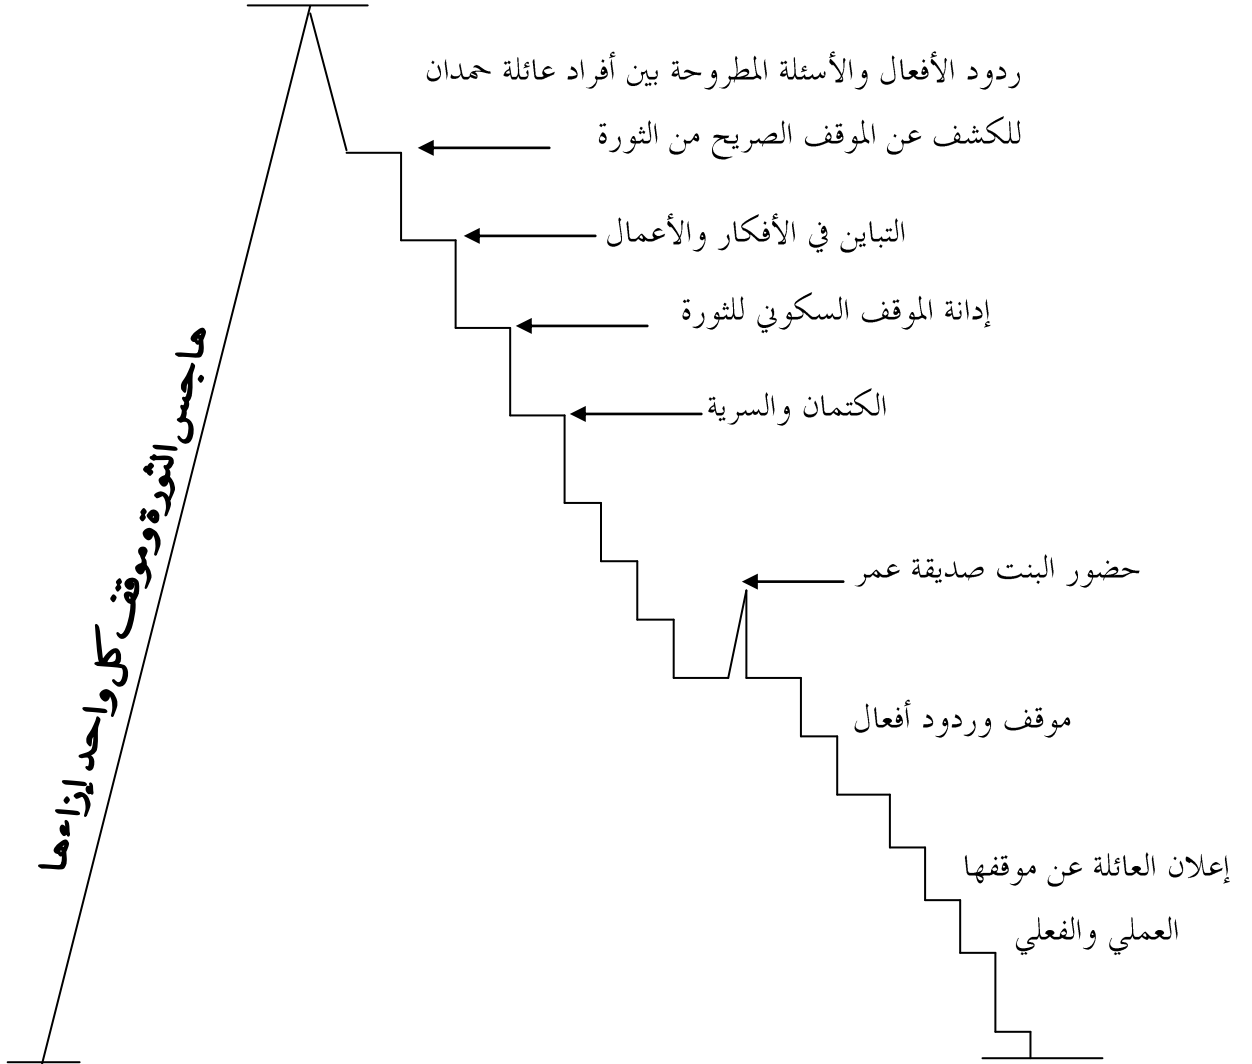 ردود الأفعال والأسئلة المطروحة بين أفراد عائلة حمدان
للكشف عن الموقف الصريح من الثورة
التباين في الأفكار والأعمال
إدانة الموقف السكوني للثورة
الكتمان والسرية
هاجس الثورة وموقف كل واحد إزاءها
حضور البنت صديقة عمر
موقف وردود أفعال
إعلان العائلة عن موقفها
العملي والفعلي